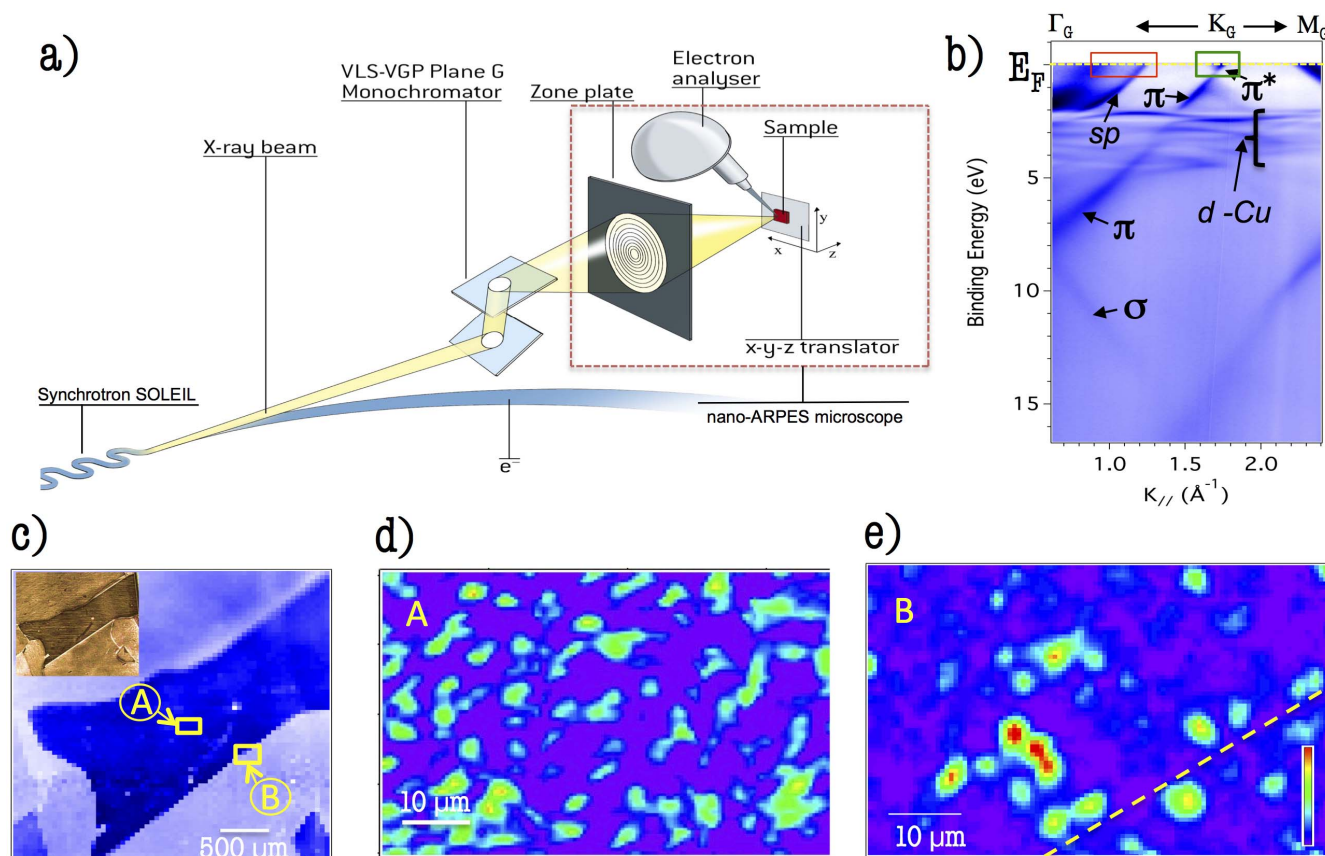 a)
VLS-VGP Plane G
Monochromator
Zone plate
Electron
analyser
Sample
X-ray beam
y
x
z
x-y-z translator
Synchrotron SOLEIL
nano-ARPES microscope
e⁻
b)
Γ_G
K_G
M_G
E_F
π
π*
sp
d -Cu
π
σ
Binding Energy (eV)
5
10
15
1.0
1.5
2.0
K_// (Å⁻¹)
c)
A
B
500 µm
d)
A
10 µm
e)
B
10 µm